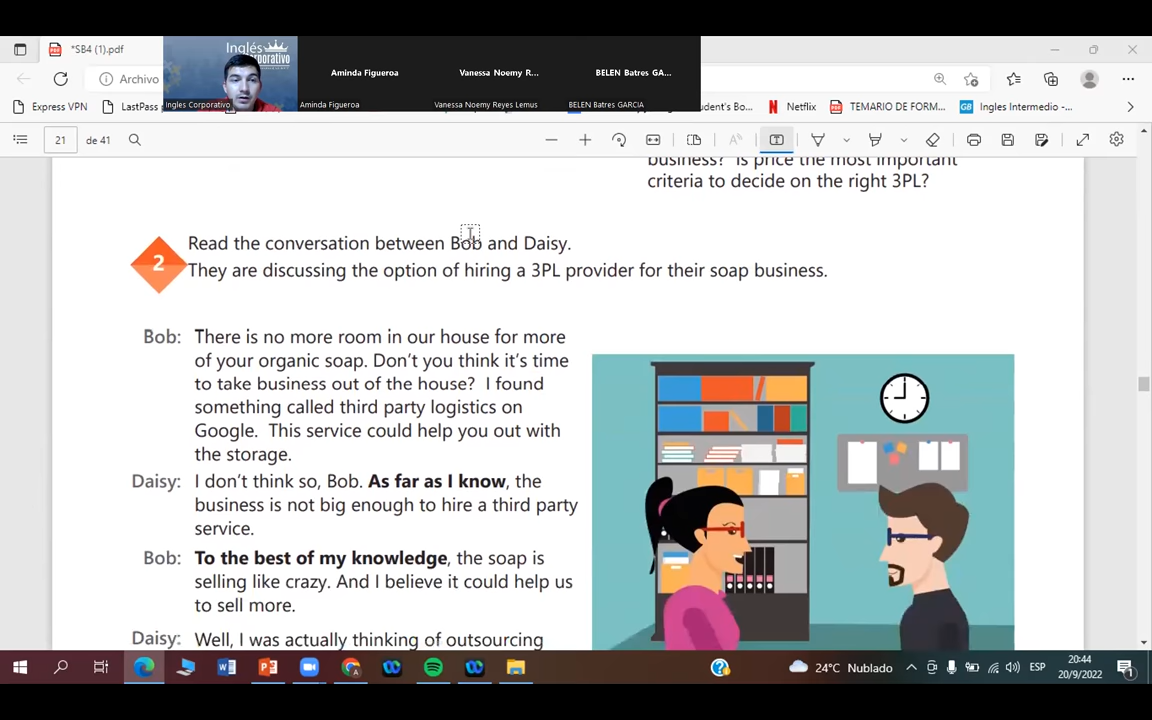 *SB4 (1).pdf
Inglés
Corporativo
Ingles Corporativo
Aminda Figueroa
Aminda Figueroa
Vanessa Noemy R...
Vanessa Noemy Reyes Lemus
BELEN Batres GA...
BELEN Batres GARCIA
Archivo
Express VPN
LastPass
udent's Bo...
Netflix
TEMARIO DE FORM...
Ingles Intermedio -...
21
de 41
business? Is price the most important
criteria to decide on the right 3PL?
2
Read the conversation between Bob and Daisy.
They are discussing the option of hiring a 3PL provider for their soap business.
Bob: There is no more room in our house for more
of your organic soap. Don't you think it's time
to take business out of the house? I found
something called third party logistics on
Google. This service could help you out with
the storage.
Daisy: I don't think so, Bob. As far as I know, the
business is not big enough to hire a third party
service.
Bob: To the best of my knowledge, the soap is
selling like crazy. And I believe it could help us
to sell more.
Daisy: Well, I was actually thinking of outsourcing
24°C Nublado
ESP
20:44
20/9/2022